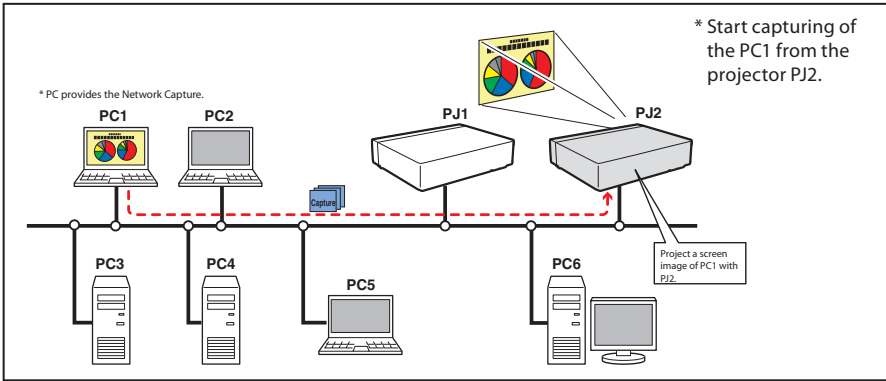 * Start capturing of
the PC1 from the
projector PJ2.
* PC provides the Network Capture.
PC1
PC2
PJ1
PJ2
Capture
Project a screen
image of PC1 with
PJ2.
PC3
PC4
PC5
PC6